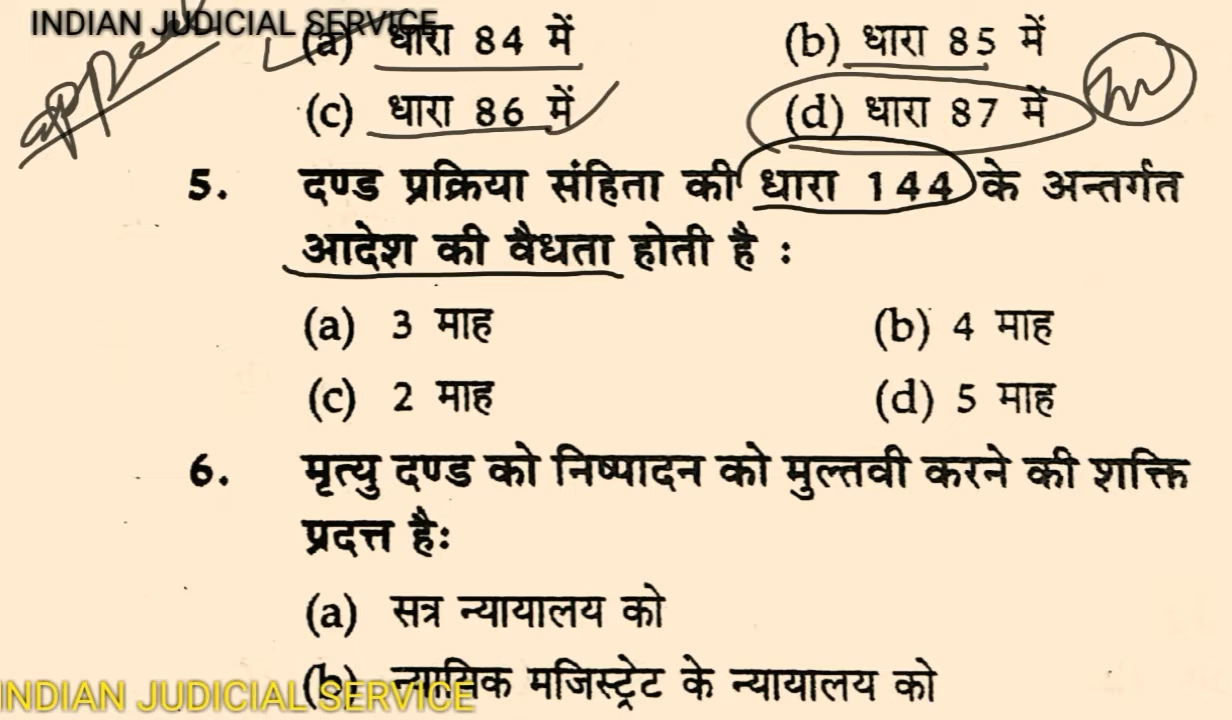 INDIAN JUDICIAL SERVICE
(a) धारा 84 में (b) धारा 85 में
(c) धारा 86 में (d) धारा 87 में
5. दण्ड प्रक्रिया संहिता की धारा 144 के अन्तर्गत
आदेश की वैधता होती है :
(a) 3 माह (b) 4 माह
(c) 2 माह (d) 5 माह
6. मृत्यु दण्ड को निष्पादन को मुल्तवी करने की शक्ति
प्रदत्त हैः
(a) सत्र न्यायालय को
(b) न्यायिक मजिस्ट्रेट के न्यायालय को
INDIAN JUDICIAL SERVICE